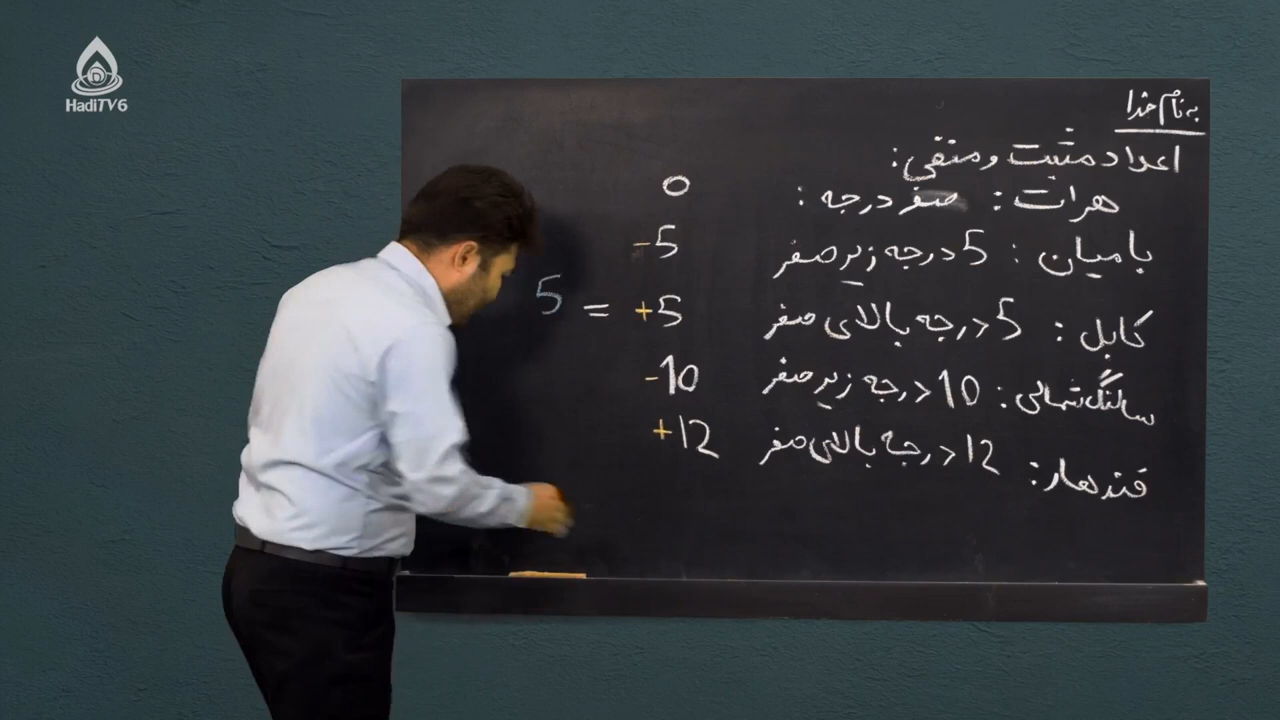 HadiTV6
به نام خدا
اعداد مثبت و منفی:
هرات: صفر درجه: 0
بامیان: 5 درجه زیر صفر -5
کابل: 5 درجه بالای صفر +5 = 5
سالنگ شمالی: 10 درجه زیر صفر -10
قندهار: 12 درجه بالای صفر +12